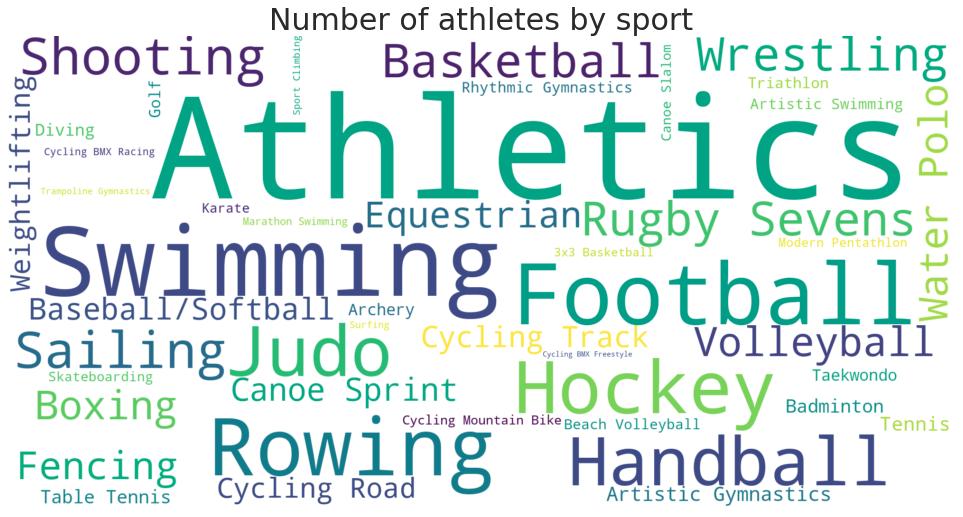 Number of athletes by sport
Shooting
Sport Climbing
Basketball
Canoe Slalom
Wrestling
Weightlifting
Golf
Rhythmic Gymnastics
Triathlon
Artistic Swimming
Water Polo
Diving
Athletics
Cycling BMX Racing
Trampoline Gymnastics
Karate
Marathon Swimming
Equestrian
Rugby Sevens
Swimming
Modern Pentathlon
3x3 Basketball
Football
Baseball/Softball
Archery
Surfing
Sailing
Judo
Cycling Track
Volleyball
Cycling BMX Freestyle
Skateboarding
Canoe Sprint
Hockey
Taekwondo
Boxing
Badminton
Rowing
Cycling Mountain Bike
Beach Volleyball
Tennis
Fencing
Handball
Table Tennis
Cycling Road
Artistic Gymnastics